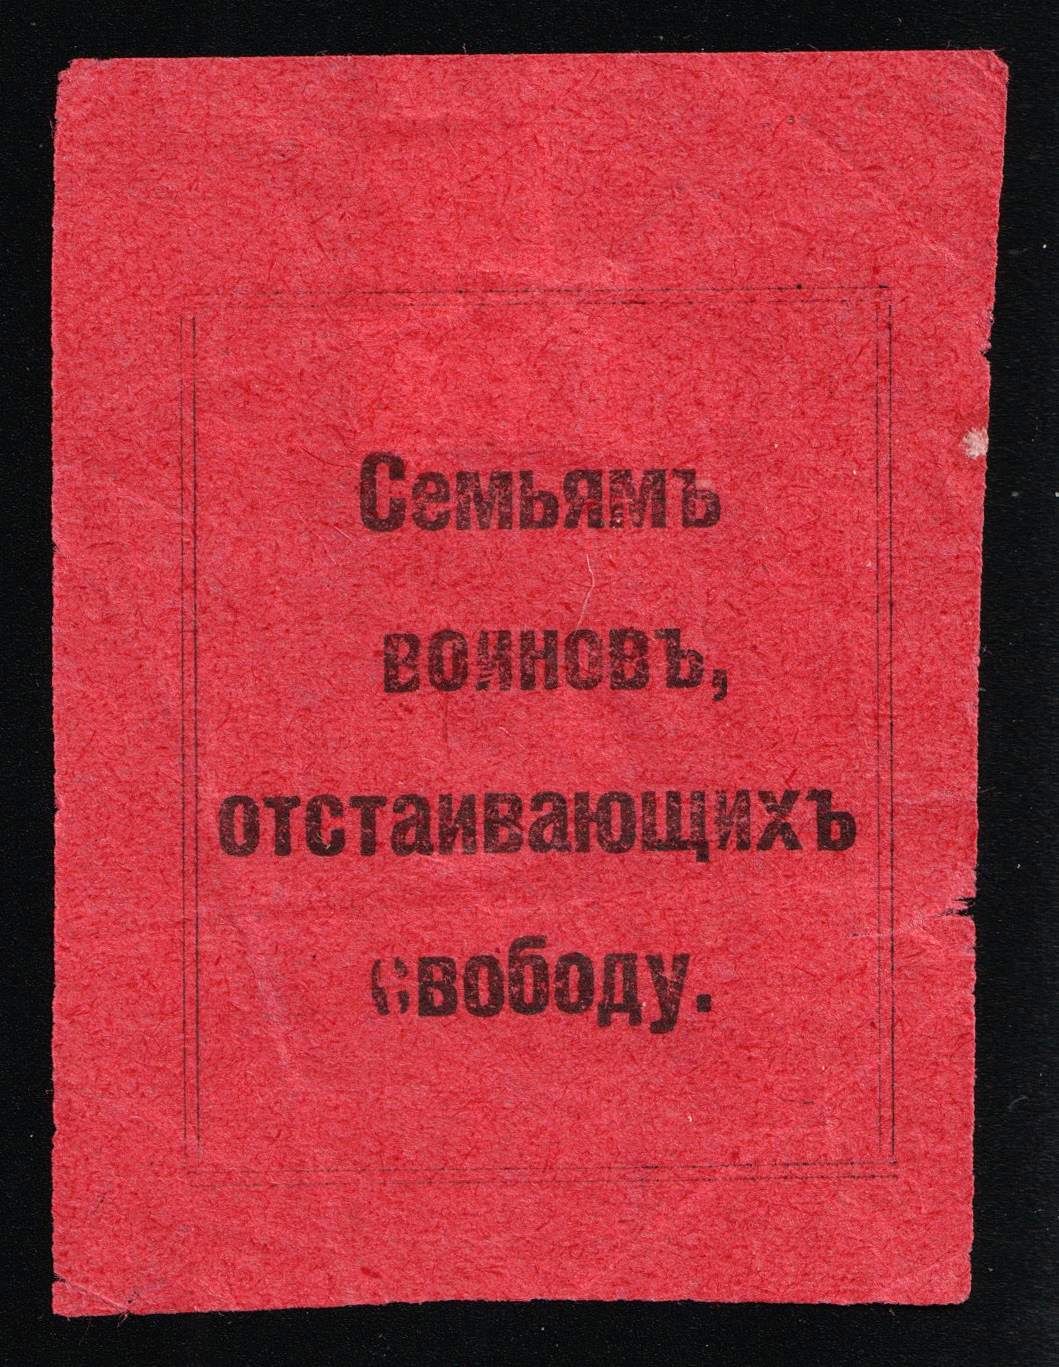 Семьямъ
воиновъ,
отстаивающихъ
свободу.